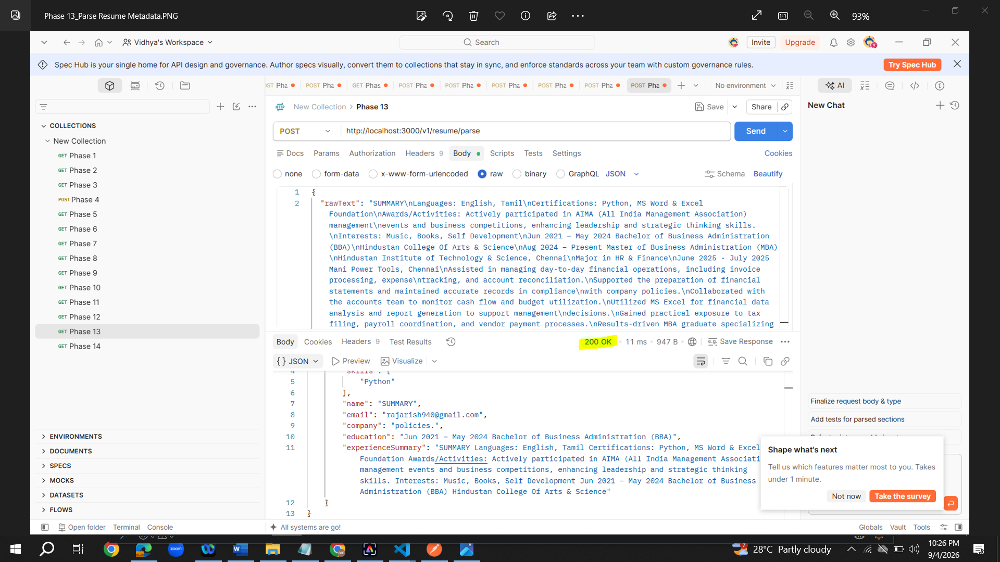 Phase 13_Parse Resume Metadata.PNG
93%
Vidhya's Workspace
Search
Invite
Upgrade
Spec Hub is your single home for API design and governance. Author specs visually, convert them to collections that stay in sync, and enforce standards across your team with custom governance rules.
Try Spec Hub
POST Pha
GET Phas
POST Pha
POST Pha
POST Pha
POST Pha
POST Pha
POST Pha
No environment
AI
New Collection > Phase 13
Save
Share
New Chat
COLLECTIONS
New Collection
GET Phase 1
GET Phase 2
GET Phase 3
POST Phase 4
GET Phase 5
GET Phase 6
GET Phase 7
GET Phase 8
GET Phase 9
GET Phase 10
GET Phase 11
GET Phase 12
GET Phase 13
GET Phase 14
ENVIRONMENTS
DOCUMENTS
SPECS
MOCKS
DATASETS
FLOWS
HTTP
POST
http://localhost:3000/v1/resume/parse
Send
Docs Params Authorization Headers 9 Body Scripts Tests Settings
Cookies
none form-data x-www-form-urlencoded raw binary GraphQL JSON
Schema Beautify
1 {
2 "rawText": "SUMMARY\nLanguages: English, Tamil\nCertifications: Python, MS Word & Excel
Foundation\nAwards/Activities: Actively participated in AIMA (All India Management Association)
management\nevents and business competitions, enhancing leadership and strategic thinking skills.
\nInterests: Music, Books, Self Development\nJun 2021 – May 2024 Bachelor of Business Administration
(BBA)\nHindustan College Of Arts & Science\nAug 2024 – Present Master of Business Administration (MBA)
\nHindustan Institute of Technology & Science, Chennai\nMajor in HR & Finance\nJune 2025 - July 2025
Mani Power Tools, Chennai\nAssisted in managing day-to-day financial operations, including invoice
processing, expense\ntracking, and account reconciliation.\nSupported the preparation of financial
statements and maintained accurate records in compliance\nwith company policies.\nCollaborated with
the accounts team to monitor cash flow and budget utilization.\nUtilized MS Excel for financial data
analysis and report generation to support management\ndecisions.\nGained practical exposure to tax
filing, payroll coordination, and vendor payment processes.\nResults-driven MBA graduate specializing
Body Cookies Headers 9 Test Results
200 OK 11 ms 947 B
e.g. Save Response
{} JSON Preview Visualize
4 "skills": [
5 "Python"
6 ],
7 "name": "SUMMARY",
8 "email": "rajarish940@gmail.com",
9 "company": "policies.",
10 "education": "Jun 2021 – May 2024 Bachelor of Business Administration (BBA)",
11 "experienceSummary": "SUMMARY Languages: English, Tamil Certifications: Python, MS Word & Excel
Foundation Awards/Activities: Actively participated in AIMA (All India Management Associati
management events and business competitions, enhancing leadership and strategic thinking
skills. Interests: Music, Books, Self Development Jun 2021 – May 2024 Bachelor of Business
Administration (BBA) Hindustan College Of Arts & Science"
12 }
13 }
Finalize request body & type
Add tests for parsed sections
Shape what's next
Tell us which features matter most to you. Takes
under 1 minute.
Not now
Take the survey
Open folder Terminal Console
All systems are go!
Globals Vault Tools
zoom
W
am
7
28°C Partly cloudy
10:26 PM
9/4/2026